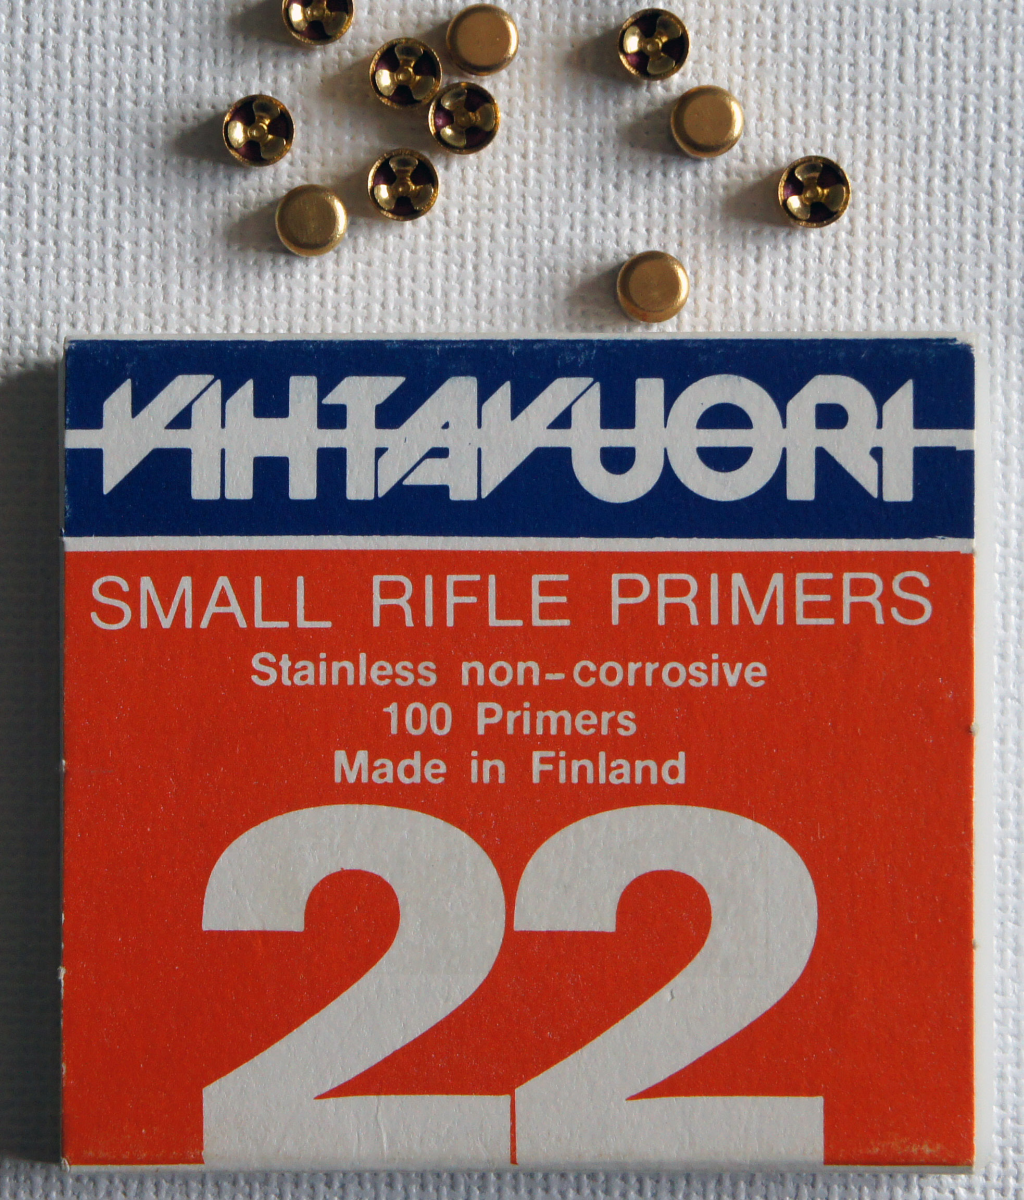 VIHTAVUORI
SMALL RIFLE PRIMERS
Stainless non-corrosive
100 Primers
Made in Finland
22